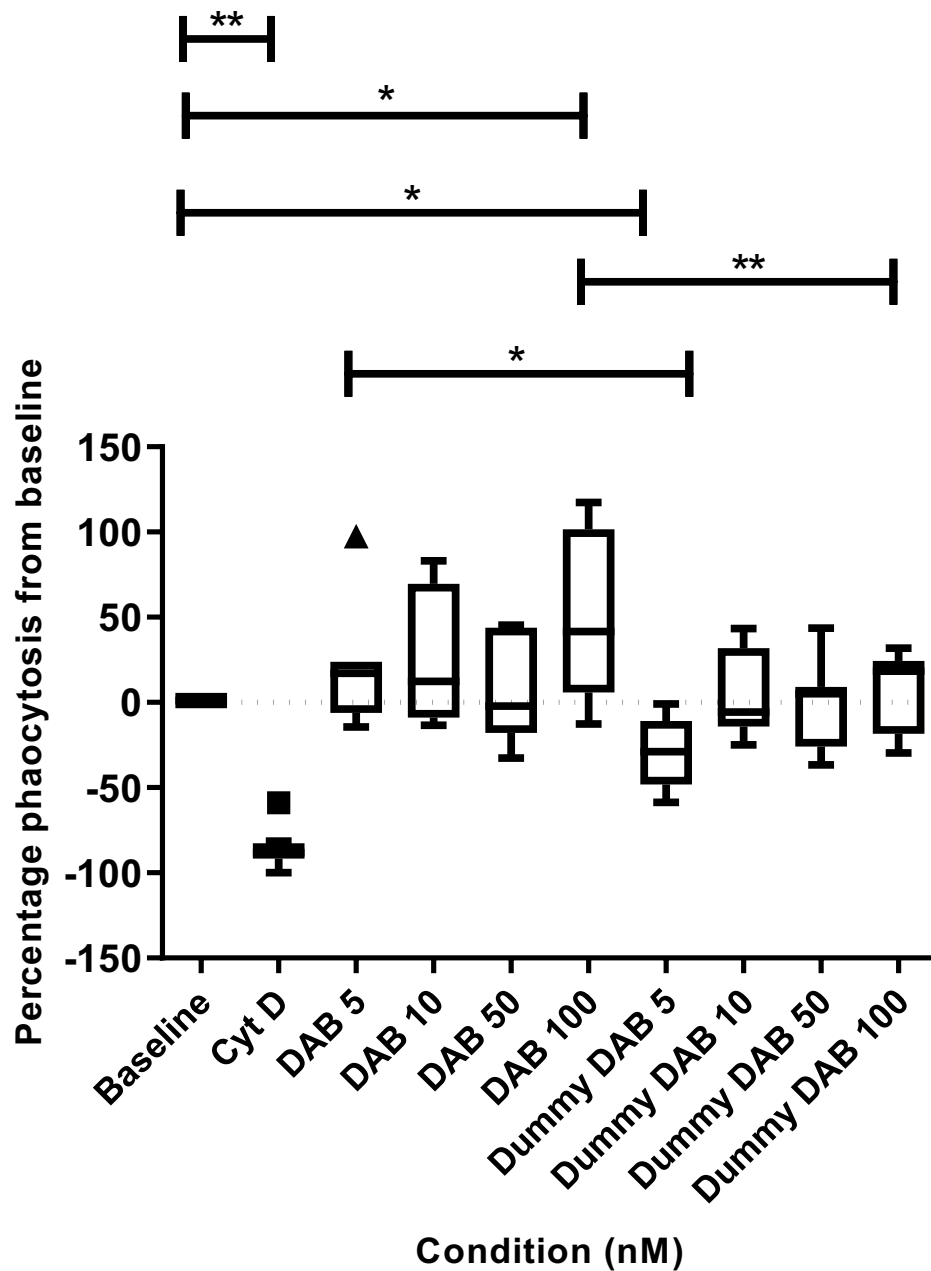 **
*
*
**
*
Percentage phaocytosis from baseline
150
100
50
0
-50
-100
-150
Baseline
Cyt D
DAB 5
DAB 10
DAB 50
DAB 100
Dummy DAB 5
Dummy DAB 10
Dummy DAB 50
Dummy DAB 100
Condition (nM)